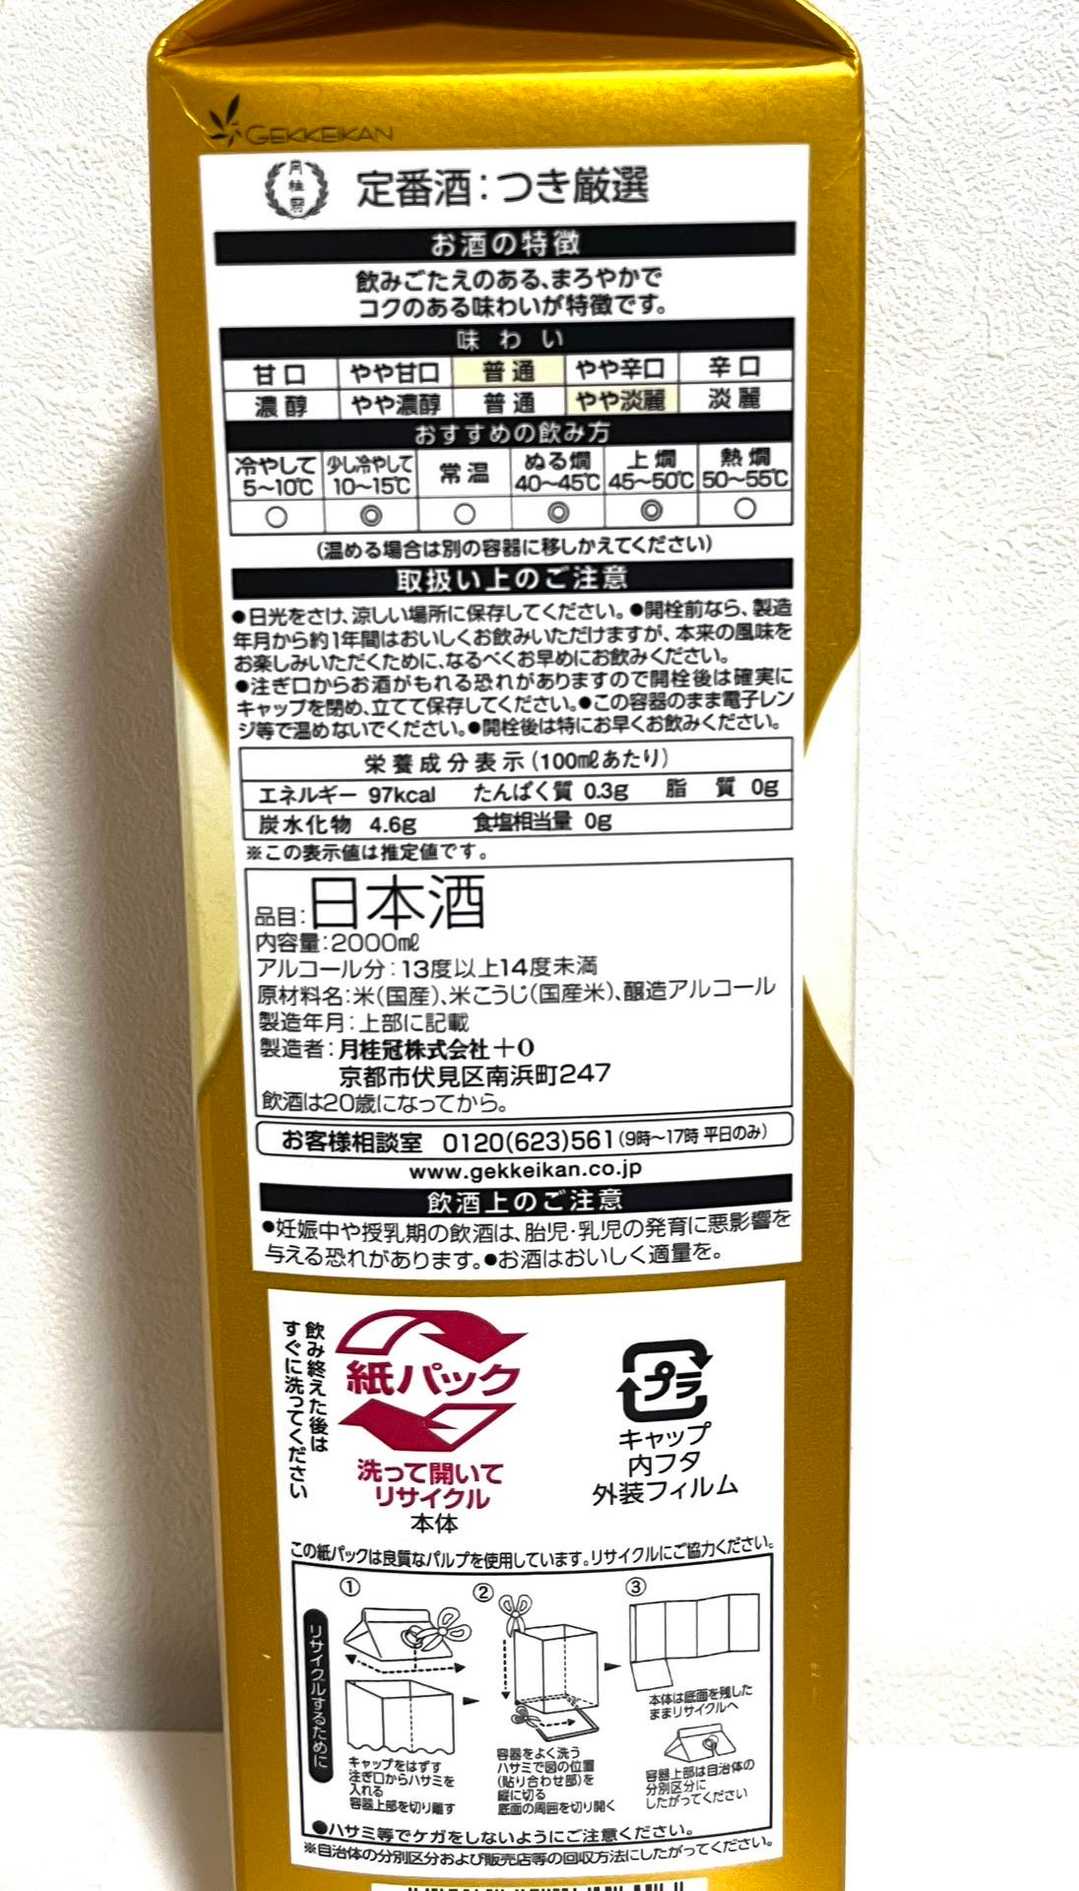 GEKKEIKAN
月桂冠
定番酒：つき厳選
お酒の特徴
飲みごたえのある、まろやかで
コクのある味わいが特徴です。
味わい
甘口 やや甘口 普通 やや辛口 辛口
濃醇 やや濃醇 普通 やや淡麗 淡麗
おすすめの飲み方
冷やして 少し冷やして 常温 ぬる燗 上燗 熱燗
5〜10℃ 10〜15℃ 40〜45℃ 45〜50℃ 50〜55℃
○ ◎ ○ ◎ ◎ ○
(温める場合は別の容器に移しかえてください)
取扱い上のご注意
●日光をさけ、涼しい場所に保存してください。●開栓前なら、製造
年月から約1年間はおいしくお飲みいただけますが、本来の風味を
お楽しみいただくために、なるべくお早めにお飲みください。
●注ぎ口からお酒がもれる恐れがありますので開栓後は確実に
キャップを閉め、立てて保存してください。●この容器のまま電子レン
ジ等で温めないでください。●開栓後は特にお早くお飲みください。
栄養成分表示(100mℓあたり)
エネルギー 97kcal たんぱく質 0.3g 脂質 0g
炭水化物 4.6g 食塩相当量 0g
※この表示値は推定値です。
品目：日本酒
内容量：2000mℓ
アルコール分：13度以上14度未満
原材料名：米(国産)、米こうじ(国産米)、醸造アルコール
製造年月：上部に記載
製造者：月桂冠株式会社＋O
京都市伏見区南浜町247
飲酒は20歳になってから。
お客様相談室 0120(623)561(9時〜17時 平日のみ)
www.gekkeikan.co.jp
飲酒上のご注意
●妊娠中や授乳期の飲酒は、胎児・乳児の発育に悪影響を
与える恐れがあります。●お酒はおいしく適量を。
飲み終えた後は
すぐに洗ってください
紙パック
洗って開いて
リサイクル
本体
プラ
キャップ
内フタ
外装フィルム
この紙パックは良質なパルプを使用しています。リサイクルにご協力ください。
リサイクルするために
①
キャップをはずす
注ぎ口からハサミを
入れる
容器上部を切り離す
②
容器をよく洗う
ハサミで図の位置
(貼り合わせ部)を
縦に切る
底面の周囲を切り開く
③
本体は底面を残した
ままリサイクルへ
容器上部は自治体の
分別区分に
したがってください
●ハサミ等でケガをしないようにご注意ください。
※自治体の分別区分および販売店等の回収方法にしたがってください。